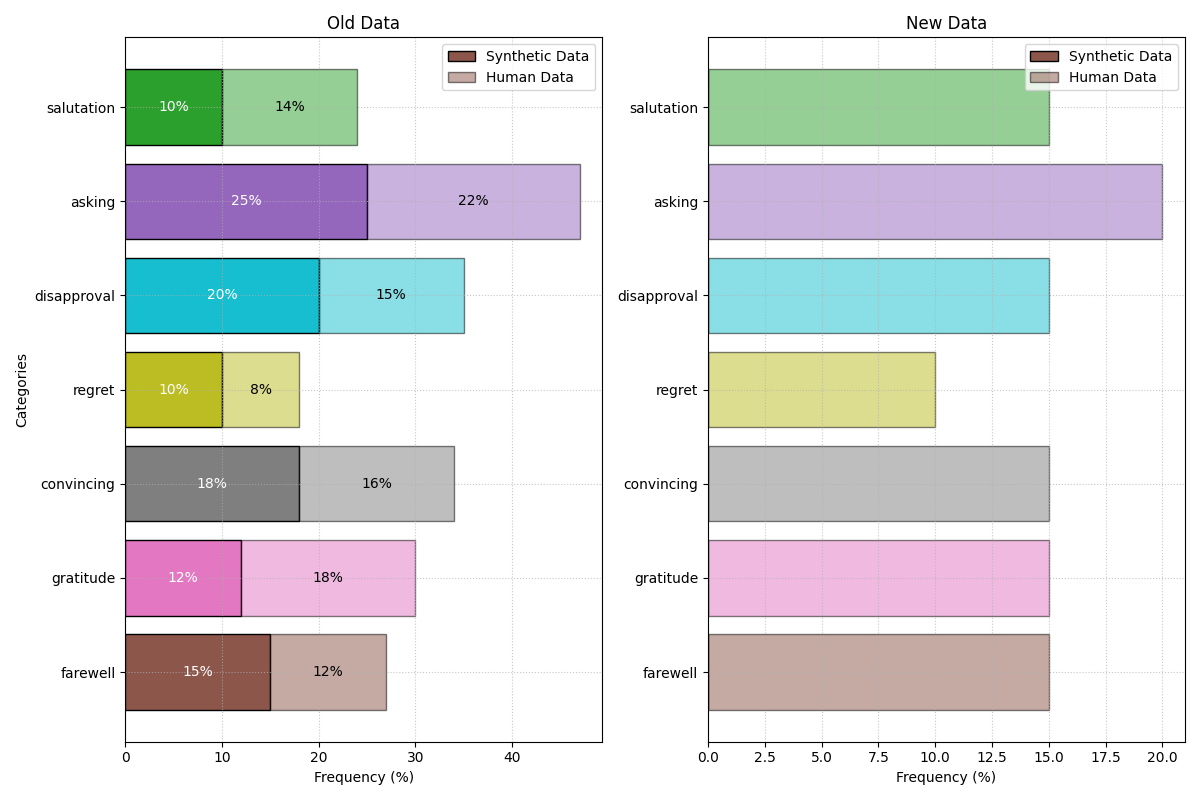 Old Data
Synthetic Data
Human Data
salutation
10%
14%
asking
25%
22%
disapproval
20%
15%
regret
10%
8%
convincing
18%
16%
gratitude
12%
18%
farewell
15%
12%
Categories
0 10 20 30 40
Frequency (%)
New Data
Synthetic Data
Human Data
salutation
asking
disapproval
regret
convincing
gratitude
farewell
0.0 2.5 5.0 7.5 10.0 12.5 15.0 17.5 20.0
Frequency (%)